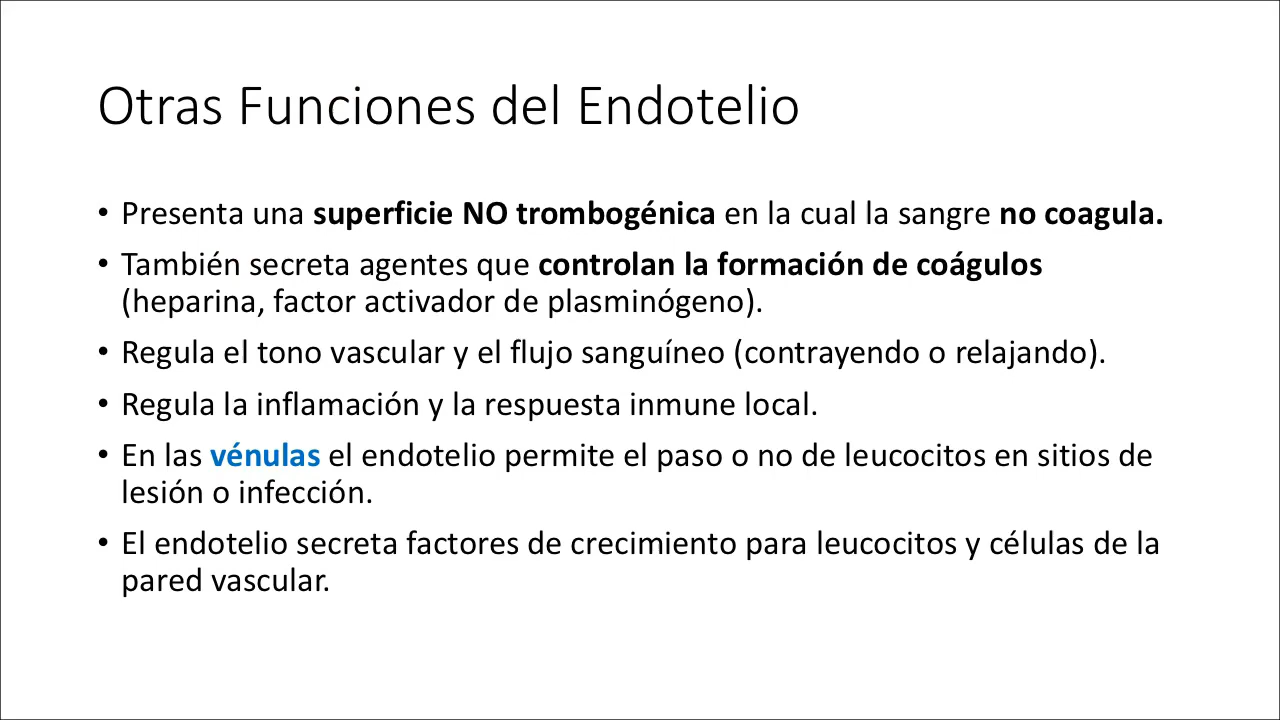 Otras Funciones del Endotelio
• Presenta una superficie NO trombogénica en la cual la sangre no coagula.
• También secreta agentes que controlan la formación de coágulos
(heparina, factor activador de plasminógeno).
• Regula el tono vascular y el flujo sanguíneo (contrayendo o relajando).
• Regula la inflamación y la respuesta inmune local.
• En las vénulas el endotelio permite el paso o no de leucocitos en sitios de
lesión o infección.
• El endotelio secreta factores de crecimiento para leucocitos y células de la
pared vascular.